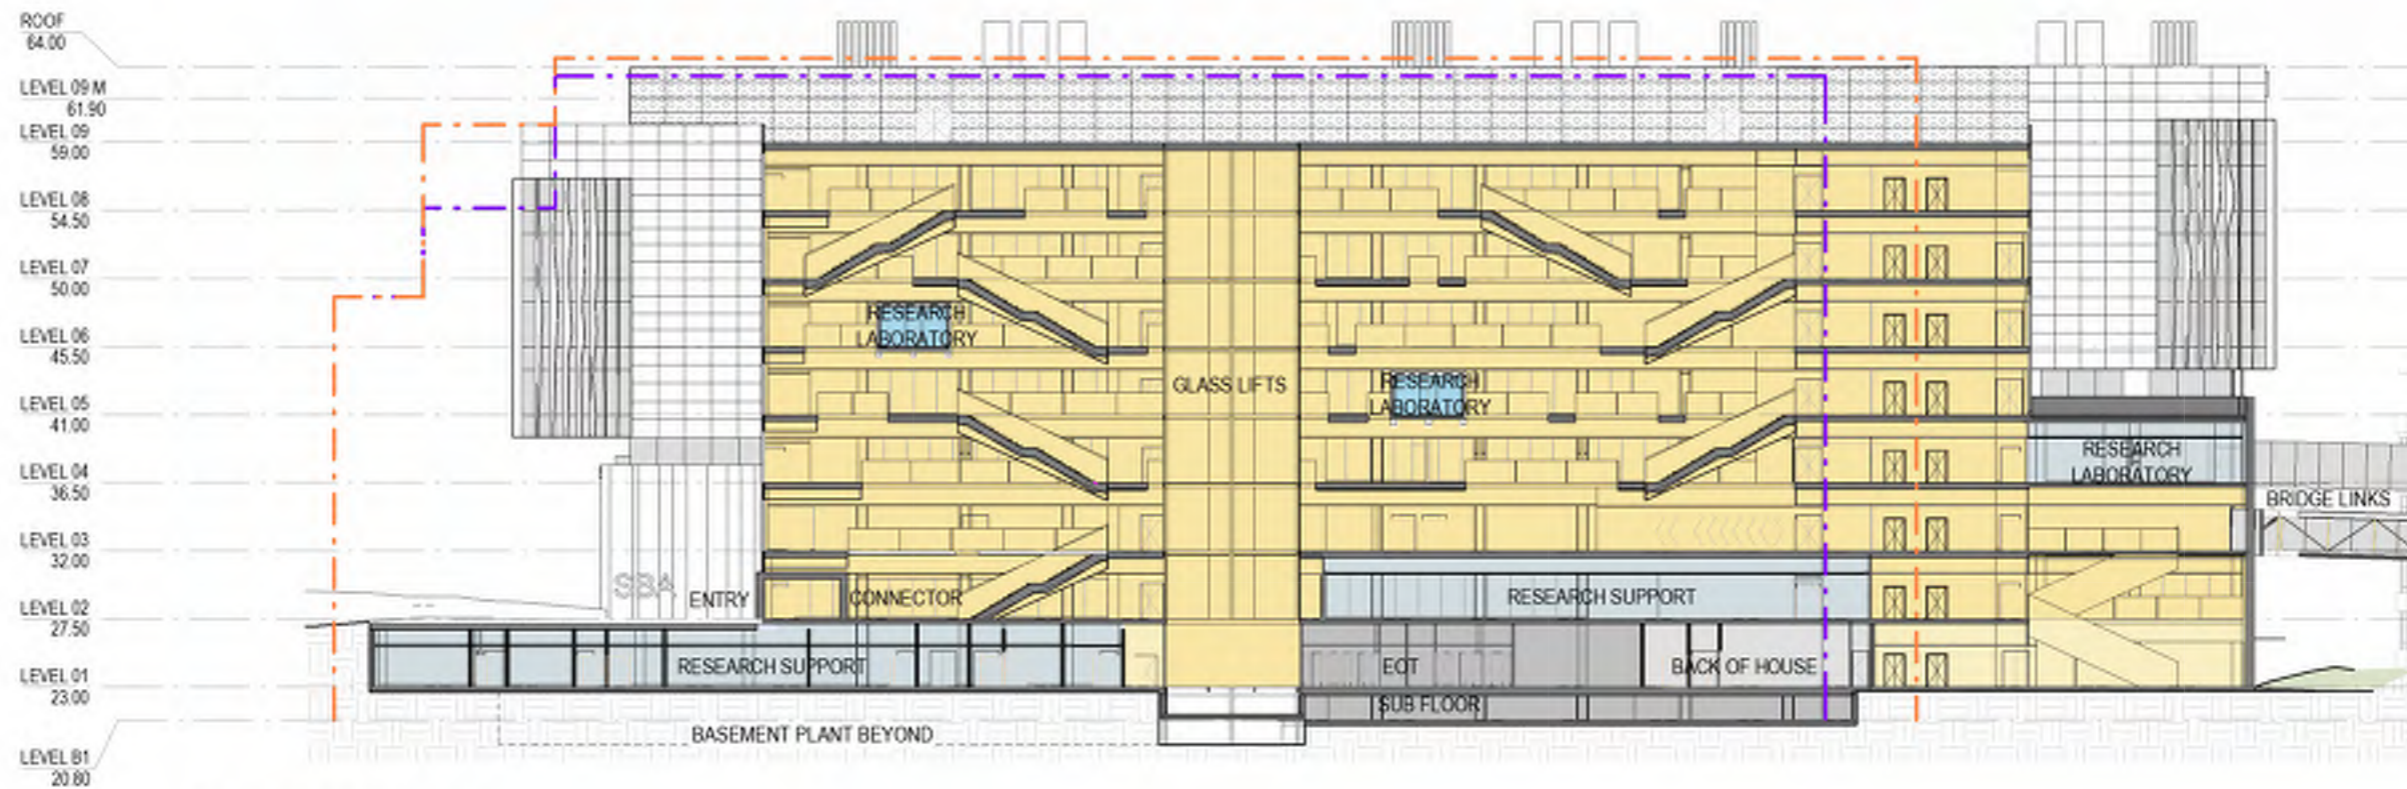 ROOF
64.00
LEVEL 09 M
61.90
LEVEL 09
59.00
LEVEL 08
54.50
LEVEL 07
50.00
LEVEL 06
45.50
LEVEL 05
41.00
LEVEL 04
36.50
LEVEL 03
32.00
LEVEL 02
27.50
LEVEL 01
23.00
LEVEL B1
20.80
RESEARCH
LABORATORY
GLASS LIFTS
RESEARCH
LABORATORY
RESEARCH
LABORATORY
BRIDGE LINKS
SBA
ENTRY
CONNECTOR
RESEARCH SUPPORT
RESEARCH SUPPORT
EOT
BACK OF HOUSE
SUB FLOOR
BASEMENT PLANT BEYOND